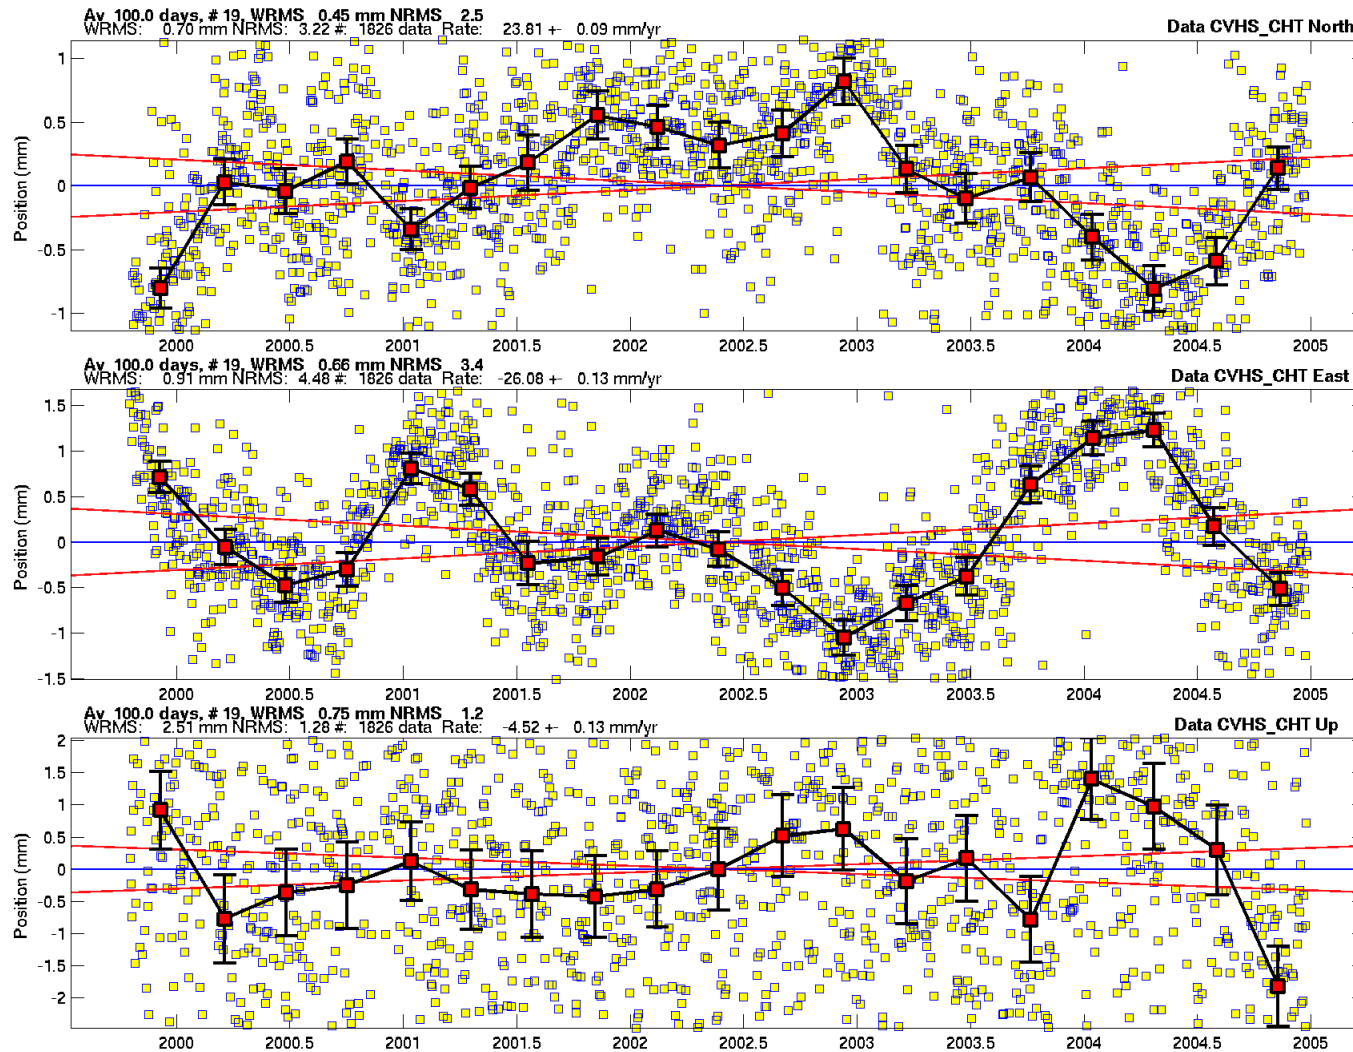 Av 100.0 days, # 19, WRMS 0.45 mm NRMS 2.5
WRMS: 0.70 mm NRMS: 3.22 #: 1826 data Rate: 23.81 +- 0.09 mm/yr
Data CVHS_CHT North
1
0.5
0
-0.5
-1
Position (mm)
2000 2000.5 2001 2001.5 2002 2002.5 2003 2003.5 2004 2004.5 2005
Av 100.0 days, # 19, WRMS 0.66 mm NRMS 3.4
WRMS: 0.91 mm NRMS: 4.48 #: 1826 data Rate: -26.08 +- 0.13 mm/yr
Data CVHS_CHT East
1.5
1
0.5
0
-0.5
-1
-1.5
Position (mm)
2000 2000.5 2001 2001.5 2002 2002.5 2003 2003.5 2004 2004.5 2005
Av 100.0 days, # 19, WRMS 0.75 mm NRMS 1.2
WRMS: 2.51 mm NRMS: 1.28 #: 1826 data Rate: -4.52 +- 0.13 mm/yr
Data CVHS_CHT Up
2
1.5
1
0.5
0
-0.5
-1
-1.5
-2
Position (mm)
2000 2000.5 2001 2001.5 2002 2002.5 2003 2003.5 2004 2004.5 2005